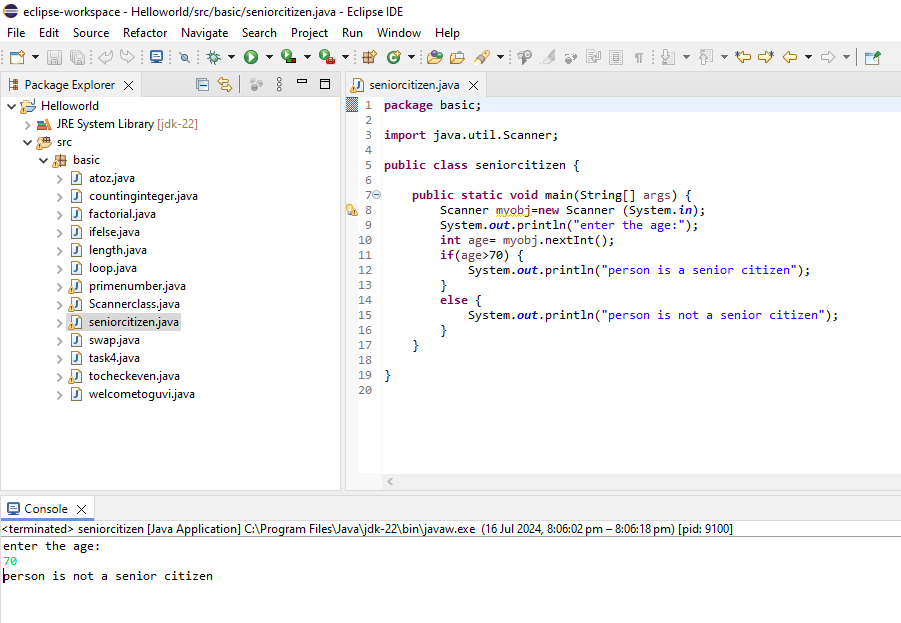 eclipse-workspace - Helloworld/src/basic/seniorcitizen.java - Eclipse IDE
File Edit Source Refactor Navigate Search Project Run Window Help
Package Explorer
Helloworld
JRE System Library [jdk-22]
src
basic
atoz.java
countinginteger.java
factorial.java
ifelse.java
length.java
loop.java
primenumber.java
Scannerclass.java
seniorcitizen.java
swap.java
task4.java
tocheckeven.java
welcometoguvi.java
seniorcitizen.java
1 package basic;
2
3 import java.util.Scanner;
4
5 public class seniorcitizen {
6
7 public static void main(String[] args) {
8 Scanner myobj=new Scanner (System.in);
9 System.out.println("enter the age:");
10 int age= myobj.nextInt();
11 if(age>70) {
12 System.out.println("person is a senior citizen");
13 }
14 else {
15 System.out.println("person is not a senior citizen");
16 }
17 }
18
19 }
20
Console
<terminated> seniorcitizen [Java Application] C:\Program Files\Java\jdk-22\bin\javaw.exe (16 Jul 2024, 8:06:02 pm – 8:06:18 pm) [pid: 9100]
enter the age:
70
person is not a senior citizen